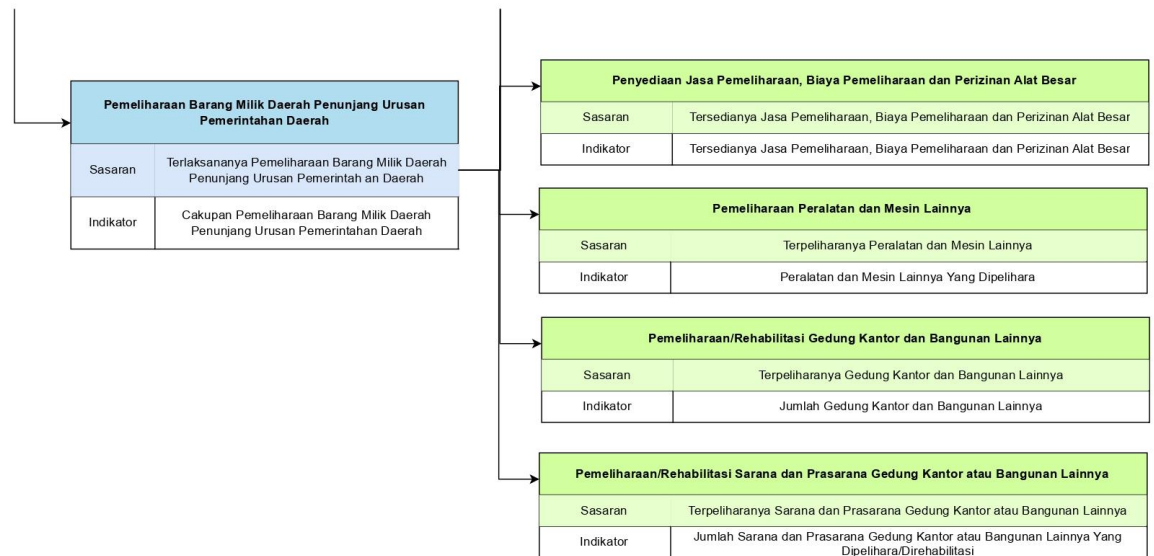 Pemeliharaan Barang Milik Daerah Penunjang Urusan
Pemerintahan Daerah
Sasaran
Terlaksananya Pemeliharaan Barang Milik Daerah
Penunjang Urusan Pemerintah an Daerah
Indikator
Cakupan Pemeliharaan Barang Milik Daerah
Penunjang Urusan Pemerintahan Daerah
Penyediaan Jasa Pemeliharaan, Biaya Pemeliharaan dan Perizinan Alat Besar
Sasaran
Tersedianya Jasa Pemeliharaan, Biaya Pemeliharaan dan Perizinan Alat Besar
Indikator
Tersedianya Jasa Pemeliharaan, Biaya Pemeliharaan dan Perizinan Alat Besar
Pemeliharaan Peralatan dan Mesin Lainnya
Sasaran
Terpeliharanya Peralatan dan Mesin Lainnya
Indikator
Peralatan dan Mesin Lainnya Yang Dipelihara
Pemeliharaan/Rehabilitasi Gedung Kantor dan Bangunan Lainnya
Sasaran
Terpeliharanya Gedung Kantor dan Bangunan Lainnya
Indikator
Jumlah Gedung Kantor dan Bangunan Lainnya
Pemeliharaan/Rehabilitasi Sarana dan Prasarana Gedung Kantor atau Bangunan Lainnya
Sasaran
Terpeliharanya Sarana dan Prasarana Gedung Kantor atau Bangunan Lainnya
Indikator
Jumlah Sarana dan Prasarana Gedung Kantor atau Bangunan Lainnya Yang
Dipelihara/Direhabilitasi